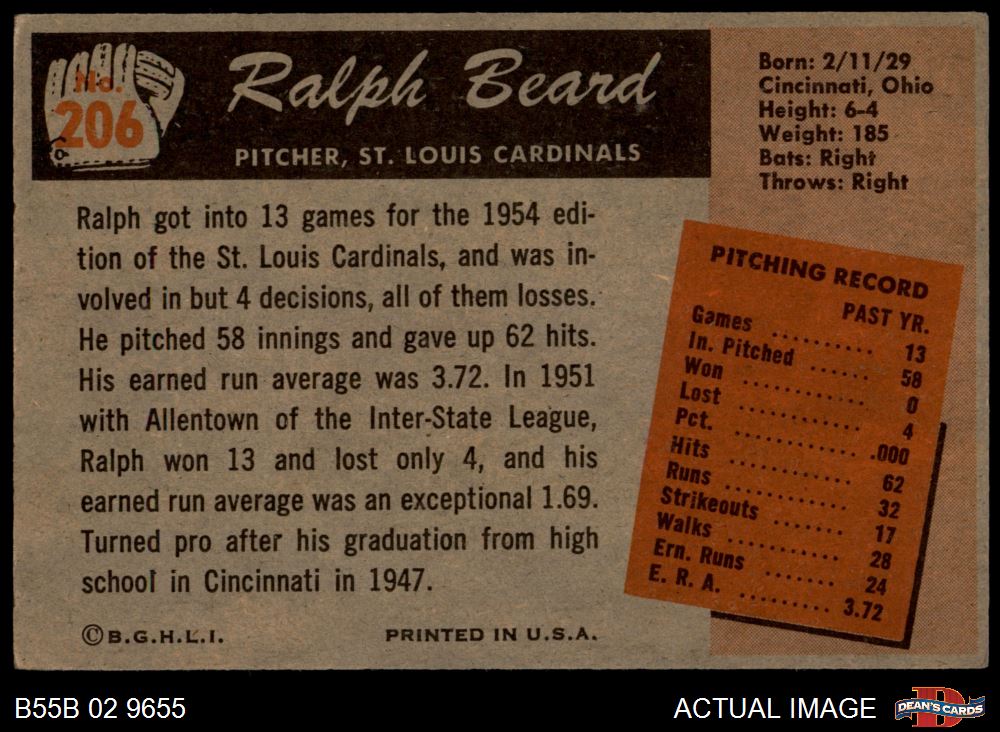 No.
206
Ralph Beard
PITCHER, ST. LOUIS CARDINALS
Born: 2/11/29
Cincinnati, Ohio
Height: 6-4
Weight: 185
Bats: Right
Throws: Right
Ralph got into 13 games for the 1954 edi-
tion of the St. Louis Cardinals, and was in-
volved in but 4 decisions, all of them losses.
He pitched 58 innings and gave up 62 hits.
His earned run average was 3.72. In 1951
with Allentown of the Inter-State League,
Ralph won 13 and lost only 4, and his
earned run average was an exceptional 1.69.
Turned pro after his graduation from high
school in Cincinnati in 1947.
©B.G.H.L.I.
PRINTED IN U.S.A.
PITCHING RECORD
PAST YR.
Games .......... 13
In. Pitched ...... 58
Won .......... 0
Lost .......... 4
Pct. .......... .000
Hits .......... 62
Runs .......... 32
Strikeouts ....... 17
Walks .......... 28
Ern. Runs ....... 24
E. R. A. .......... 3.72
B55B 02 9655
ACTUAL IMAGE
DEAN'S CARDS